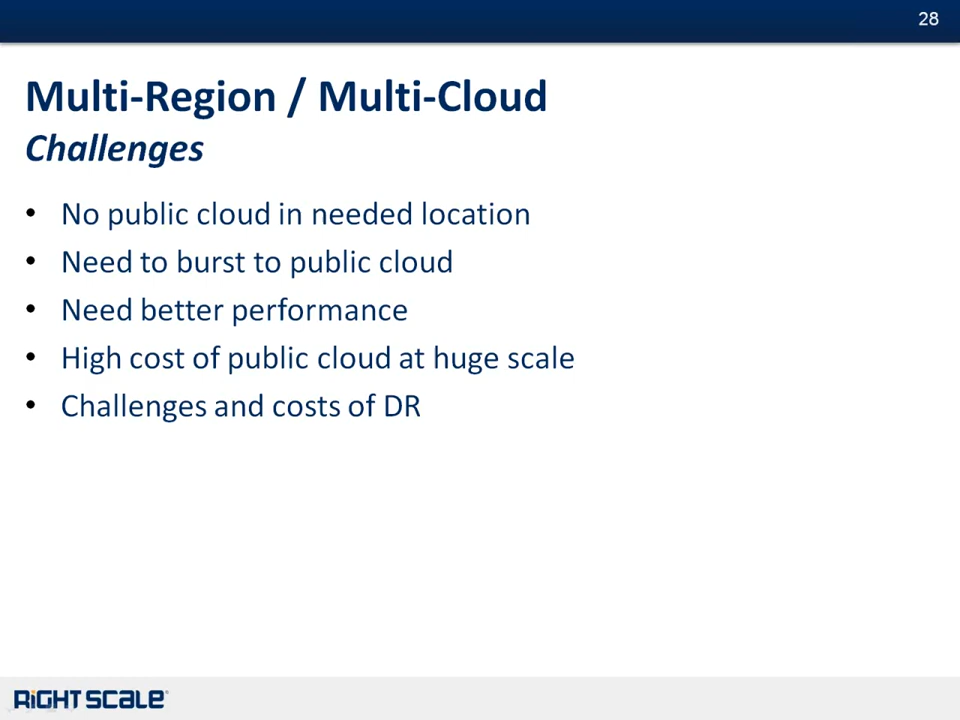 28
Multi-Region / Multi-Cloud
Challenges
• No public cloud in needed location
• Need to burst to public cloud
• Need better performance
• High cost of public cloud at huge scale
• Challenges and costs of DR
RIGHTSCALE